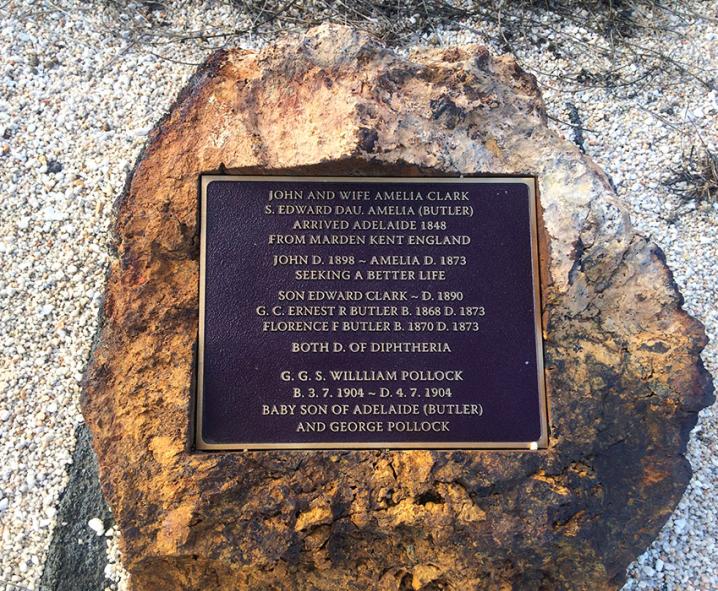 JOHN AND WIFE AMELIA CLARK
S. EDWARD DAU. AMELIA (BUTLER)
ARRIVED ADELAIDE 1848
FROM MARDEN KENT ENGLAND
JOHN D. 1898 ~ AMELIA D. 1873
SEEKING A BETTER LIFE
SON EDWARD CLARK ~ D. 1890
G. C. ERNEST R BUTLER B. 1868 D. 1873
FLORENCE F BUTLER B. 1870 D. 1873
BOTH D. OF DIPHTHERIA
G. G. S. WILLLIAM POLLOCK
B. 3. 7. 1904 ~ D. 4. 7. 1904
BABY SON OF ADELAIDE (BUTLER)
AND GEORGE POLLOCK